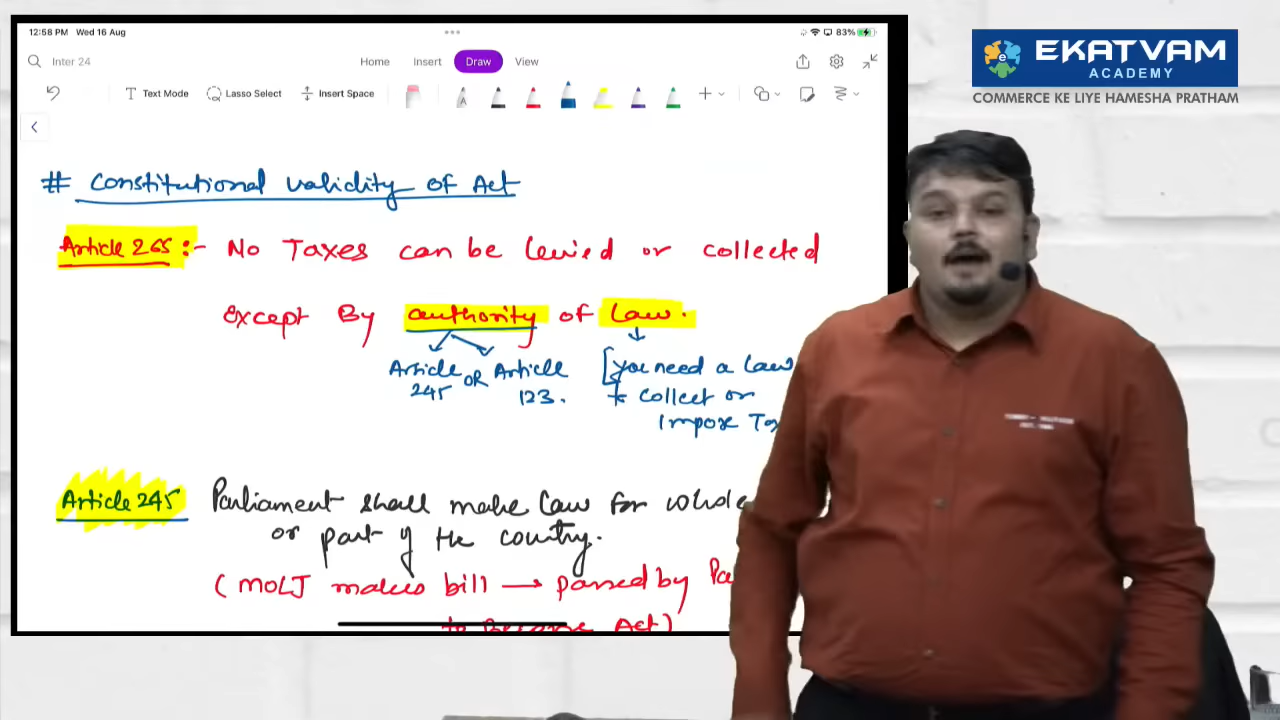 12:58 PM Wed 16 Aug
83%
Inter 24
Home Insert Draw View
Text Mode Lasso Select Insert Space
EKATVAM
ACADEMY
COMMERCE KE LIYE HAMESHA PRATHAM
# Constitutional validity of Act
Article 265 :- No Taxes can be levied or collected
Except By authority of law.
Article 245 OR Article 123.
[you need a law
to collect or
Impose
Article 245 Parliament shall make law for whole
or part of the country.
(MOLJ makes bill → passed by
to become Act)